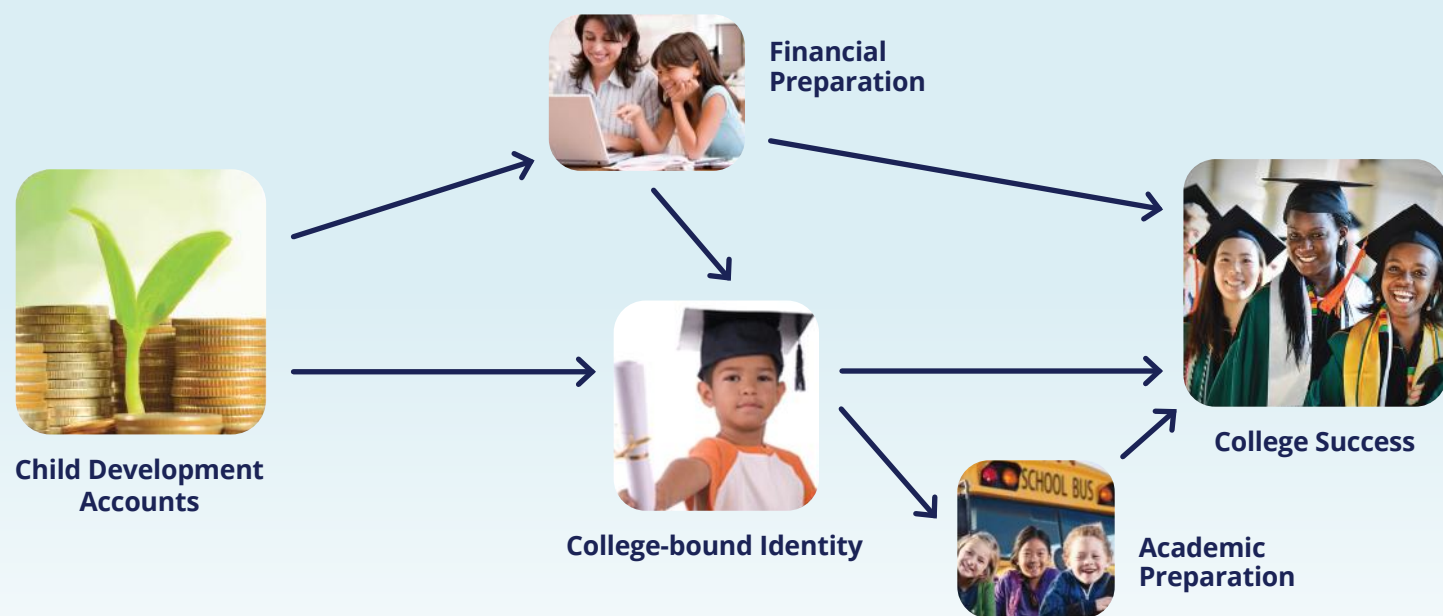 Financial
Preparation
Child Development
Accounts
College-bound Identity
College Success
SCHOOL BUS
Academic
Preparation